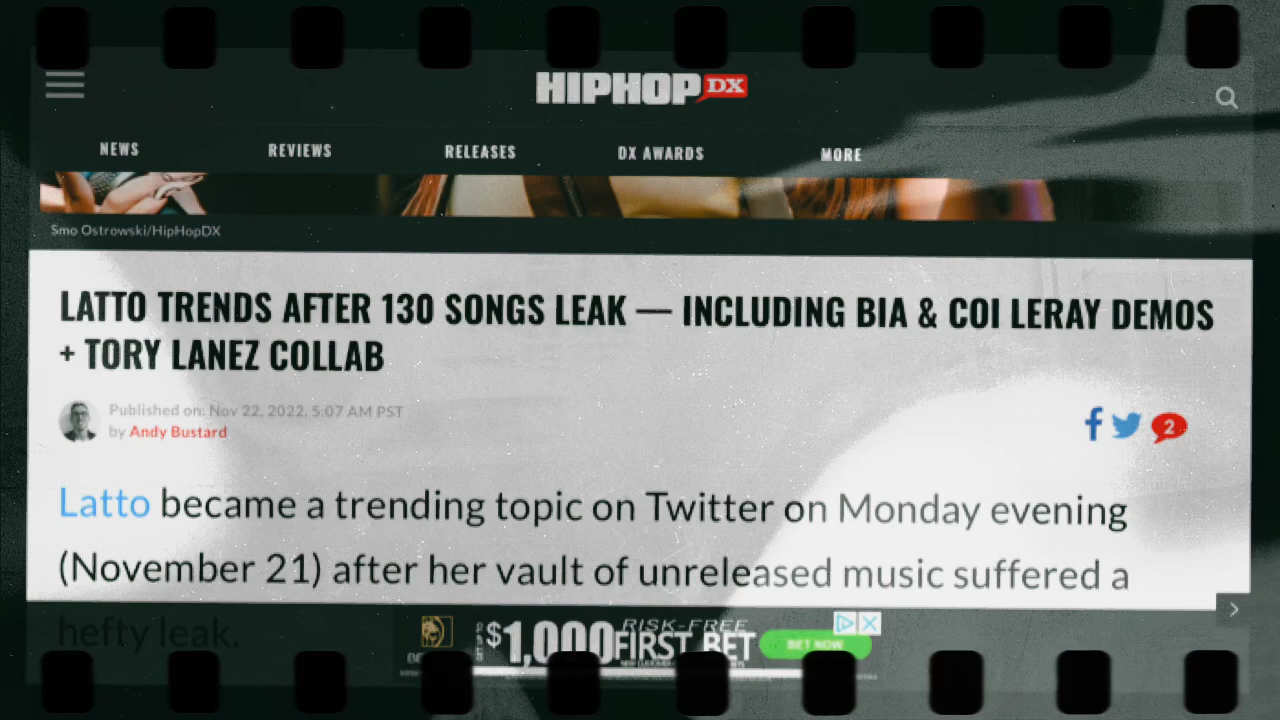 HIPHOP DX
NEWS REVIEWS RELEASES DX AWARDS MORE
Smo Ostrowski/HipHopDX
LATTO TRENDS AFTER 130 SONGS LEAK — INCLUDING BIA & COI LERAY DEMOS
+ TORY LANEZ COLLAB
Published on: Nov 22, 2022, 5:07 AM PST
by Andy Bustard
2
Latto became a trending topic on Twitter on Monday evening
(November 21) after her vault of unreleased music suffered a
hefty leak.
RISK-FREE
$1,000 FIRST BET
BET NOW